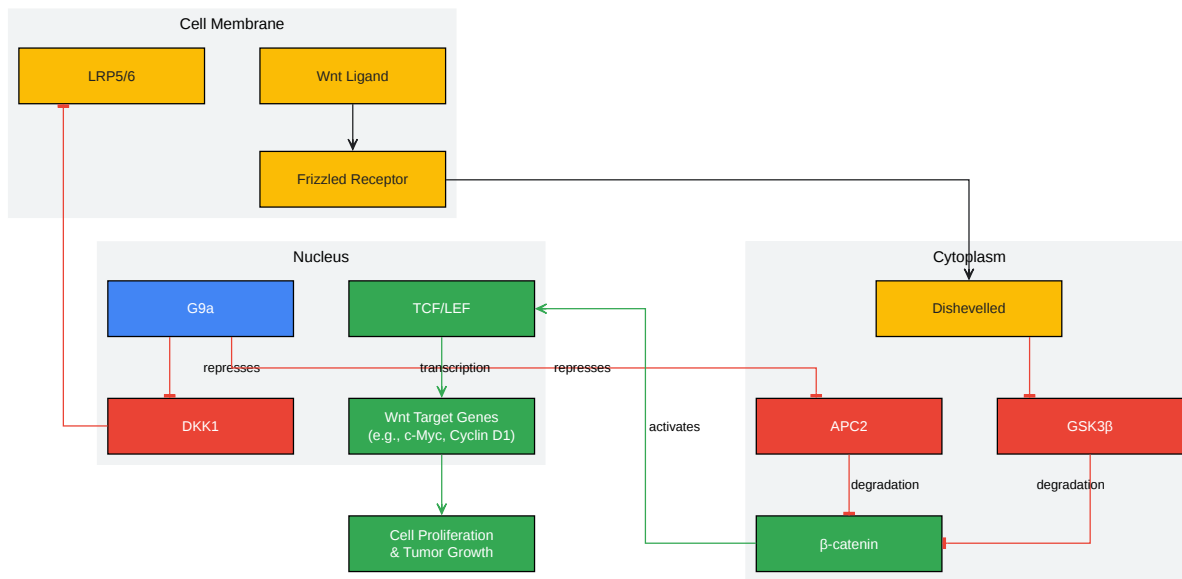 Cell Membrane
LRP5/6
Wnt Ligand
Frizzled Receptor
Nucleus
Cytoplasm
G9a
TCF/LEF
Dishevelled
represses
transcription
represses
DKK1
Wnt Target Genes
(e.g., c-Myc, Cyclin D1)
activates
APC2
GSK3β
degradation
degradation
Cell Proliferation
& Tumor Growth
β-catenin